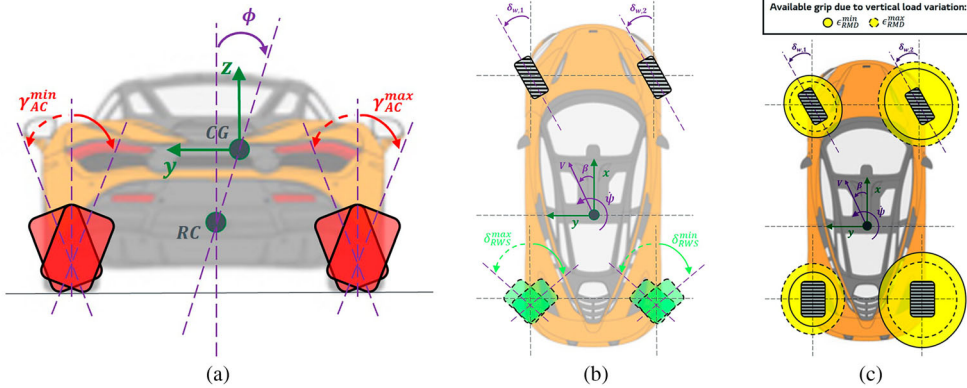 ϕ
z
γ_AC^min
γ_AC^max
CG
y
RC
(a)
δ_w,1
δ_w,2
V
β
x
ψ̇
y
δ_RWS^max
δ_RWS^min
(b)
Available grip due to vertical load variation:
ϵ_RMD^min ϵ_RMD^max
δ_w,1
δ_w,2
V
β
x
ψ̇
y
(c)